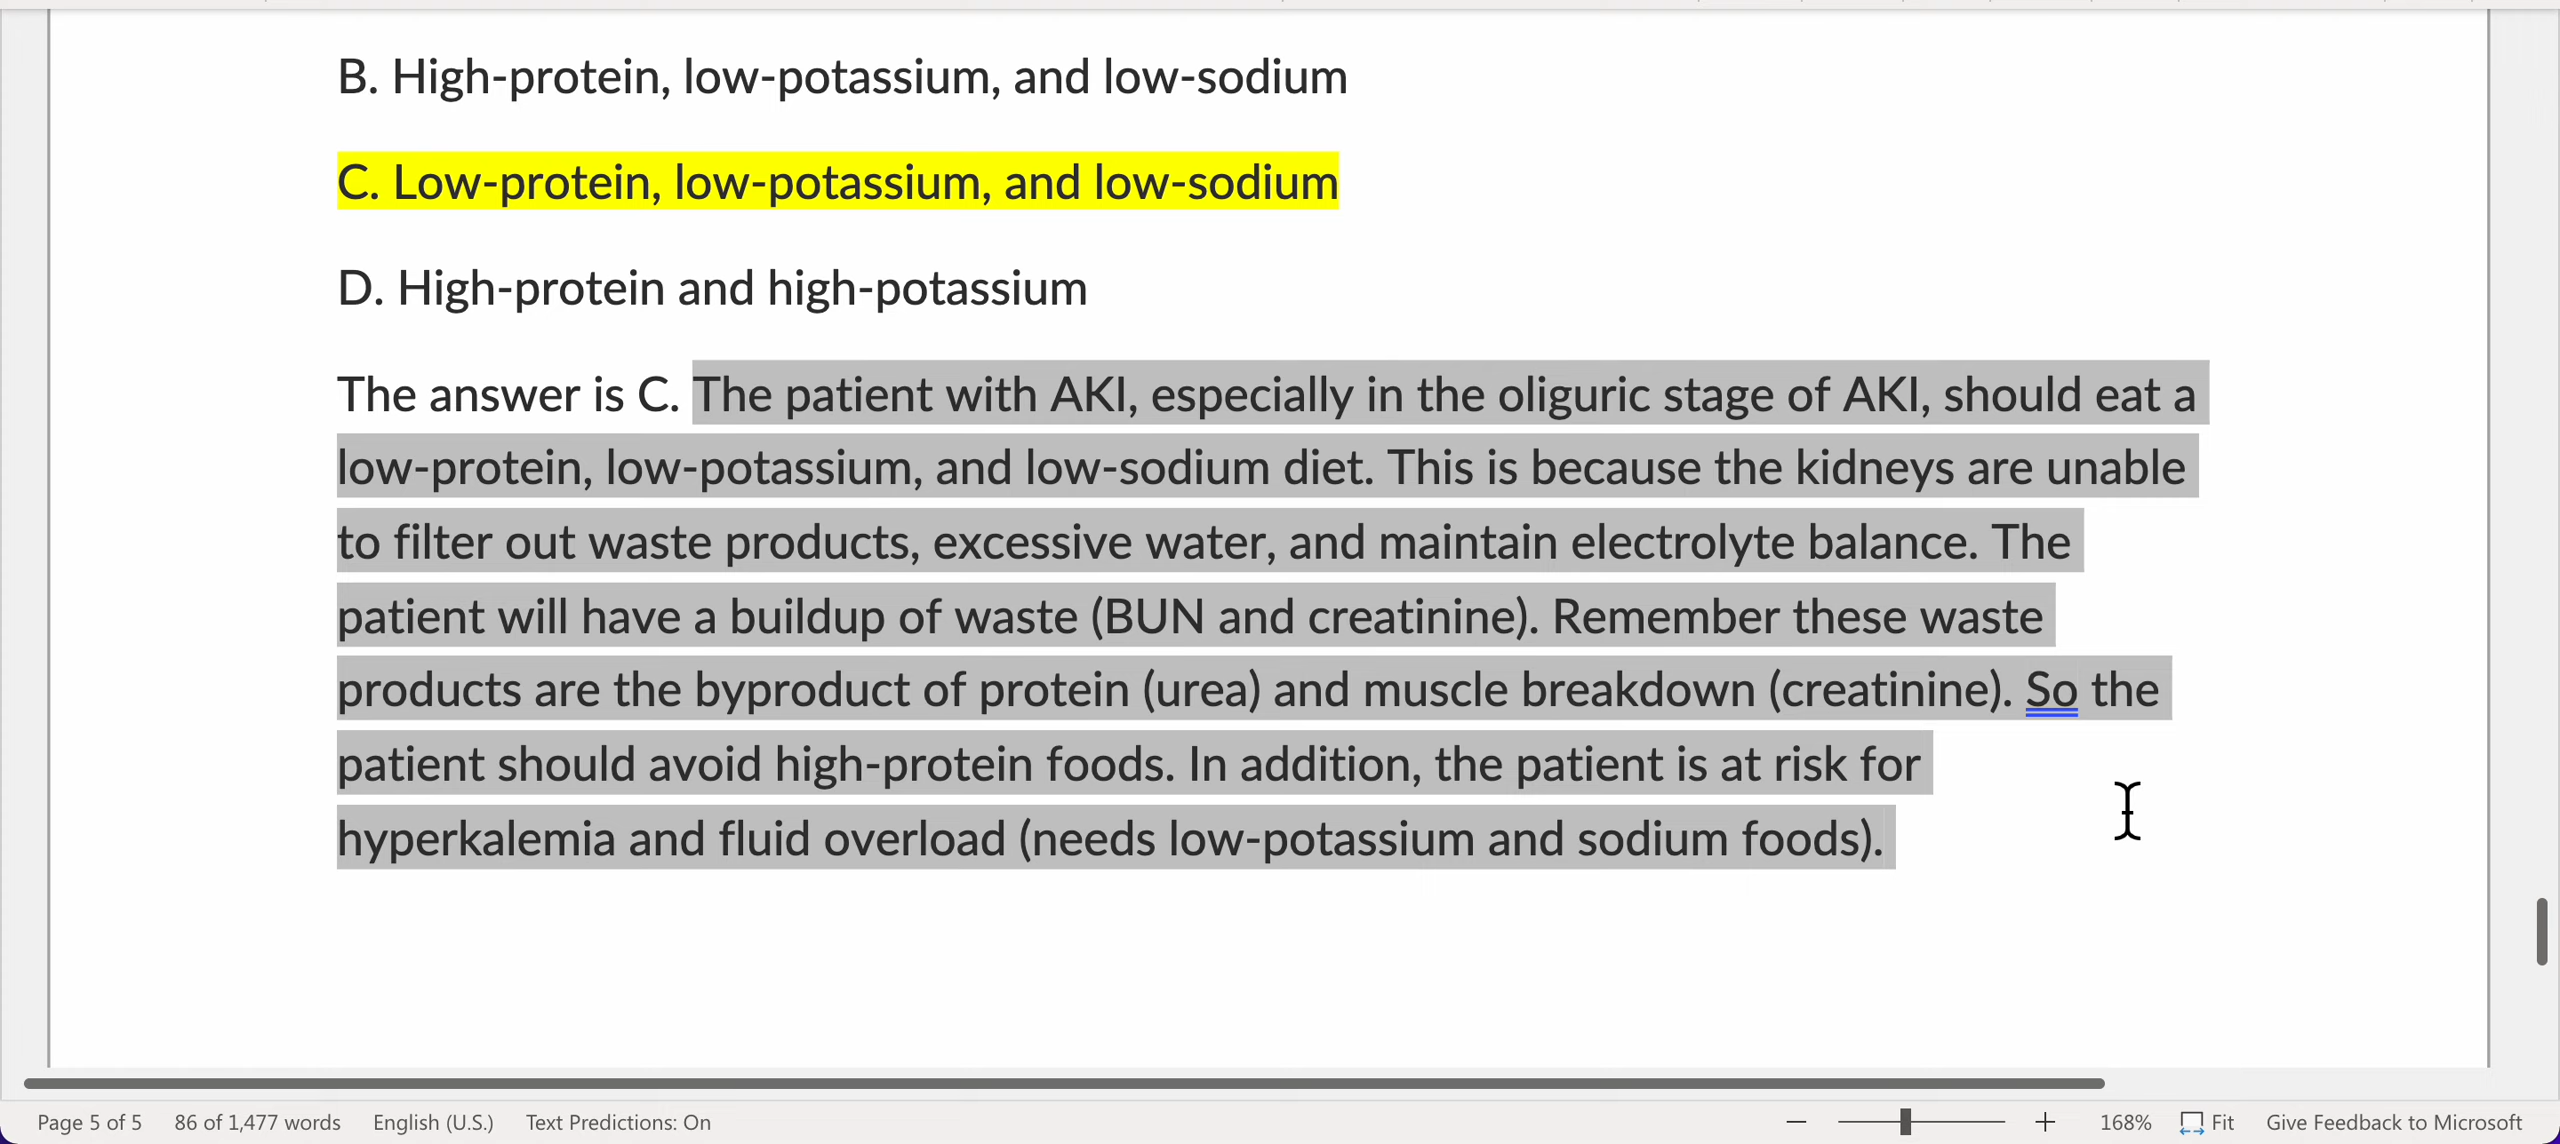 B. High-protein, low-potassium, and low-sodium
C. Low-protein, low-potassium, and low-sodium
D. High-protein and high-potassium
The answer is C. The patient with AKI, especially in the oliguric stage of AKI, should eat a
low-protein, low-potassium, and low-sodium diet. This is because the kidneys are unable
to filter out waste products, excessive water, and maintain electrolyte balance. The
patient will have a buildup of waste (BUN and creatinine). Remember these waste
products are the byproduct of protein (urea) and muscle breakdown (creatinine). So the
patient should avoid high-protein foods. In addition, the patient is at risk for
hyperkalemia and fluid overload (needs low-potassium and sodium foods).
Page 5 of 5 86 of 1,477 words English (U.S.) Text Predictions: On 168% Fit Give Feedback to Microsoft